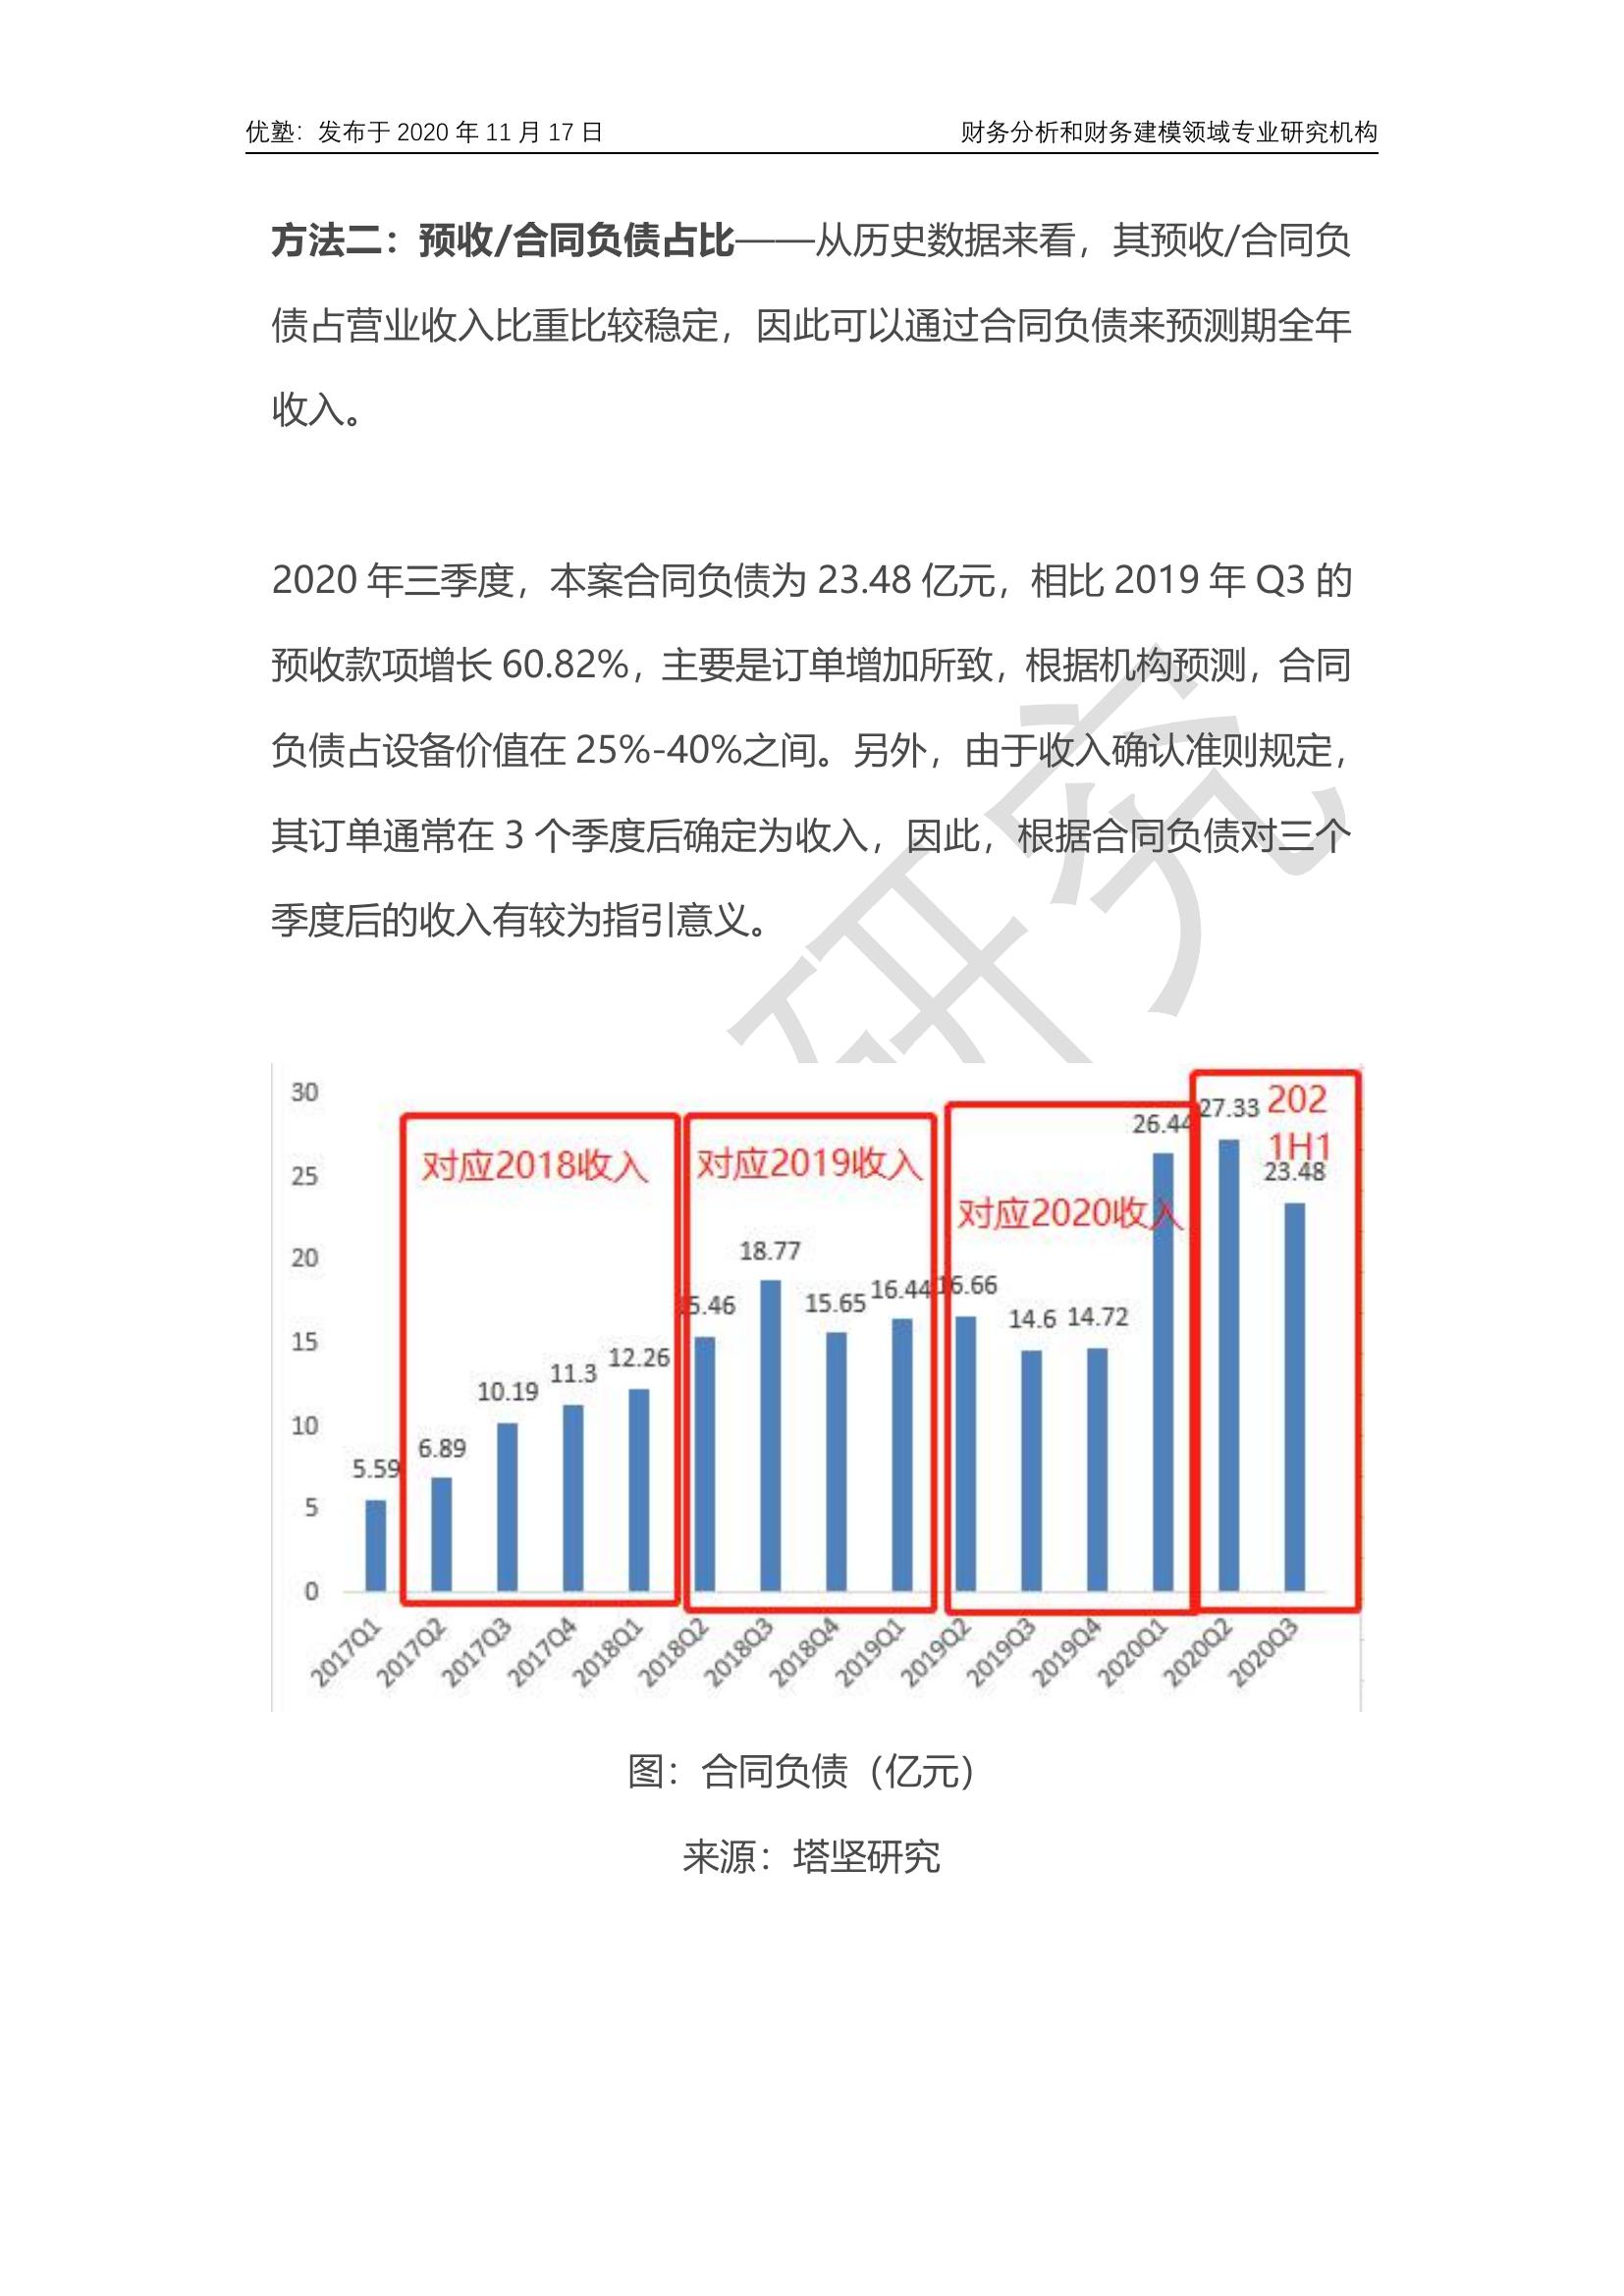 优塾：发布于 2020 年 11 月 17 日 财务分析和财务建模领域专业研究机构
方法二：预收/合同负债占比——从历史数据来看，其预收/合同负
债占营业收入比重比较稳定，因此可以通过合同负债来预测期全年
收入。
2020 年三季度，本案合同负债为 23.48 亿元，相比 2019 年 Q3 的
预收款项增长 60.82%，主要是订单增加所致，根据机构预测，合同
负债占设备价值在 25%-40%之间。另外，由于收入确认准则规定，
其订单通常在 3 个季度后确定为收入，因此，根据合同负债对三个
季度后的收入有较为指引意义。
研究
30
25
20
15
10
5
0
对应2018收入
对应2019收入
对应2020收入
202
1H1
5.59
6.89
10.19
11.3
12.26
5.46
18.77
15.65
16.44
16.66
14.6
14.72
26.44
27.33
23.48
2017Q1
2017Q2
2017Q3
2017Q4
2018Q1
2018Q2
2018Q3
2018Q4
2019Q1
2019Q2
2019Q3
2019Q4
2020Q1
2020Q2
2020Q3
图：合同负债（亿元）
来源：塔坚研究